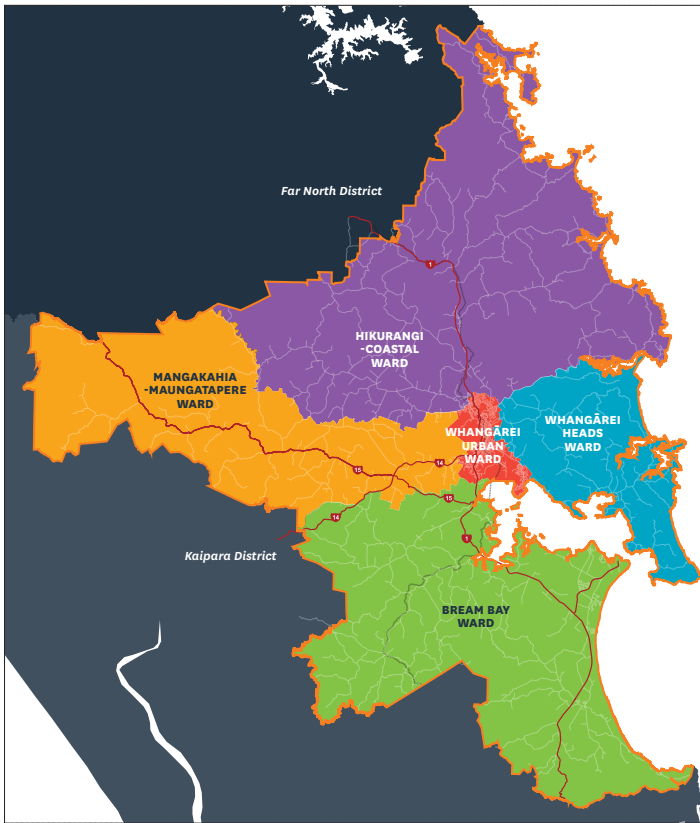 Far North District
1
HIKURANGI
-COASTAL
WARD
MANGAKAHIA
-MAUNGATAPERE
WARD
WHANGĀREI
HEADS
WARD
WHANGĀREI
URBAN
WARD
14
15
15
14
1
Kaipara District
BREAM BAY
WARD